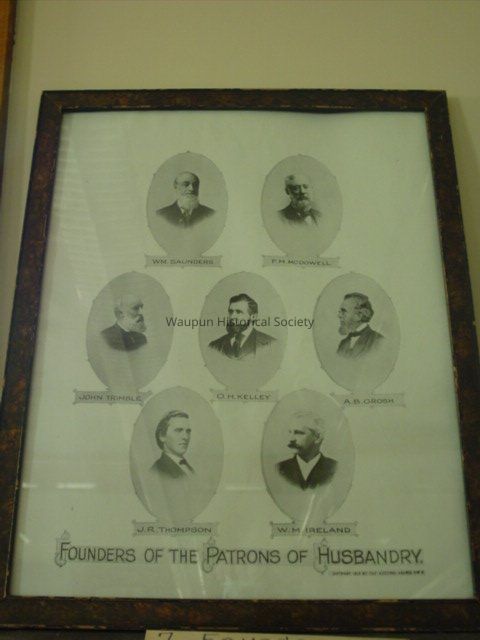 WM. SAUNDERS
F. M. MCDOWELL
Waupun Historical Society
JOHN TRIMBLE
O. H. KELLEY
A. B. GROSH
J. R. THOMPSON
W. M. IRELAND
FOUNDERS OF THE PATRONS OF HUSBANDRY.